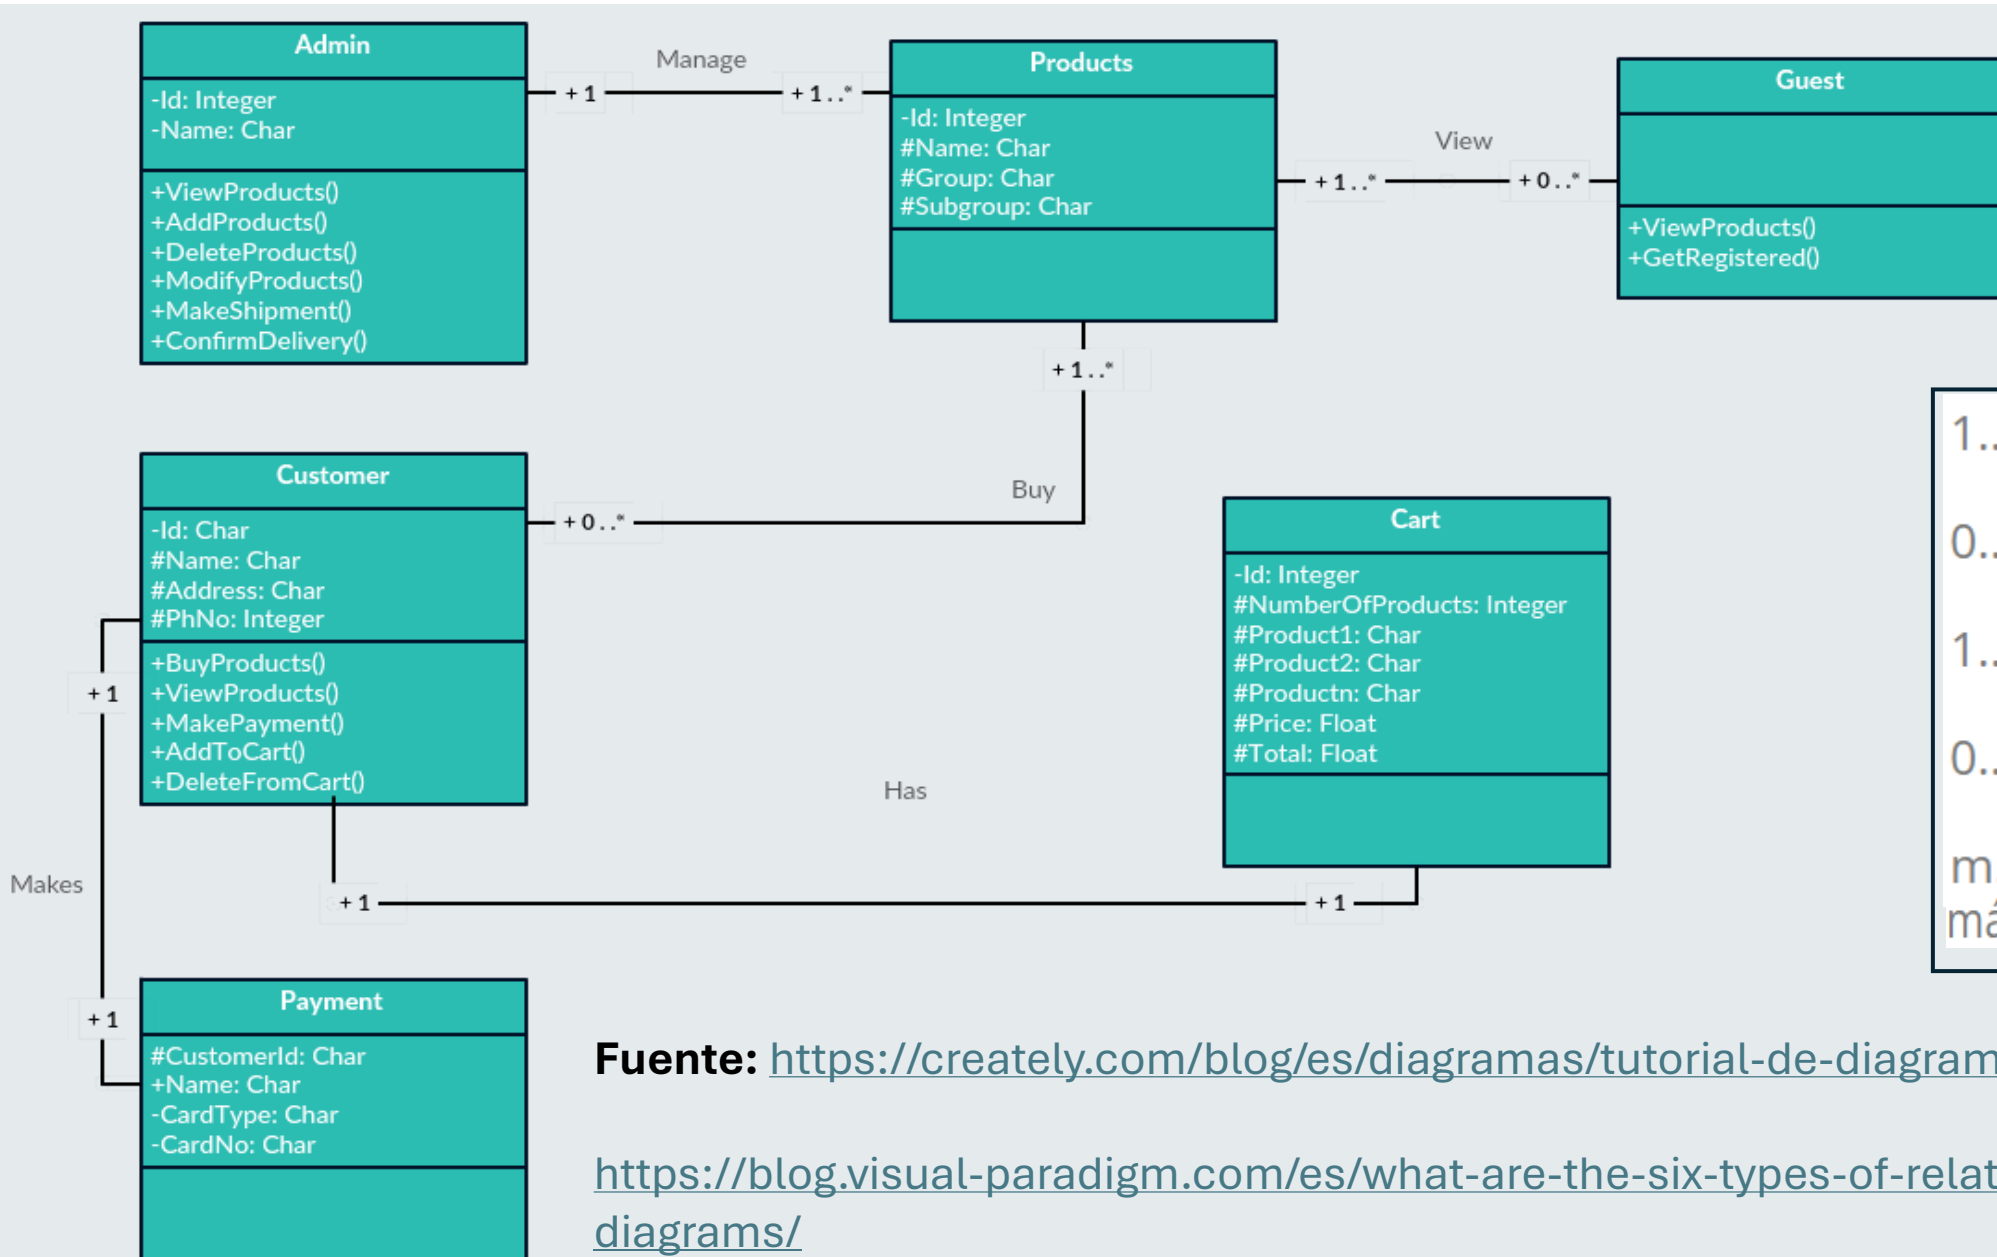 Admin
-Id: Integer
-Name: Char
+ViewProducts()
+AddProducts()
+DeleteProducts()
+ModifyProducts()
+MakeShipment()
+ConfirmDelivery()
Manage
+ 1
+ 1..*
Products
-Id: Integer
#Name: Char
#Group: Char
#Subgroup: Char
View
+ 1..*
+ 0..*
Guest
+ViewProducts()
+GetRegistered()
+ 1..*
Buy
+ 0..*
Customer
-Id: Char
#Name: Char
#Address: Char
#PhNo: Integer
+BuyProducts()
+ViewProducts()
+MakePayment()
+AddToCart()
+DeleteFromCart()
Cart
-Id: Integer
#NumberOfProducts: Integer
#Product1: Char
#Product2: Char
#Productn: Char
#Price: Float
#Total: Float
1..
0..
1..
0..
m
má
Has
+ 1
+ 1
+ 1
Makes
+ 1
Payment
#CustomerId: Char
+Name: Char
-CardType: Char
-CardNo: Char
Fuente: https://creately.com/blog/es/diagramas/tutorial-de-diagram
https://blog.visual-paradigm.com/es/what-are-the-six-types-of-relat
diagrams/